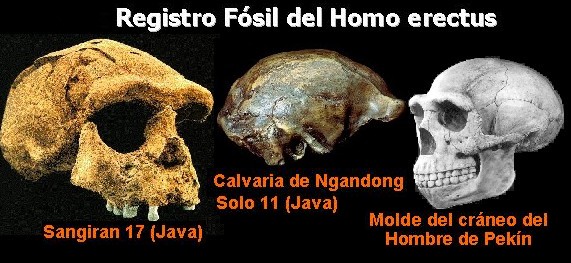 Registro Fósil del Homo erectus
Calvaria de Ngandong
Solo 11 (Java)
Sangiran 17 (Java)
Molde del cráneo del
Hombre de Pekín